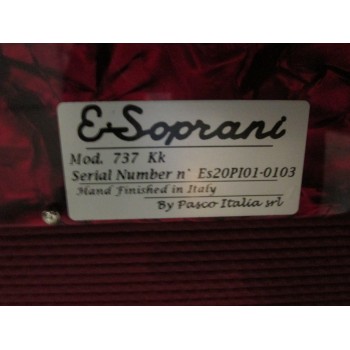 E. Soprani
Mod. 737 Kk
Serial Number n° Es20PI01-0103
Hand Finished in Italy
By Pasco Italia srl